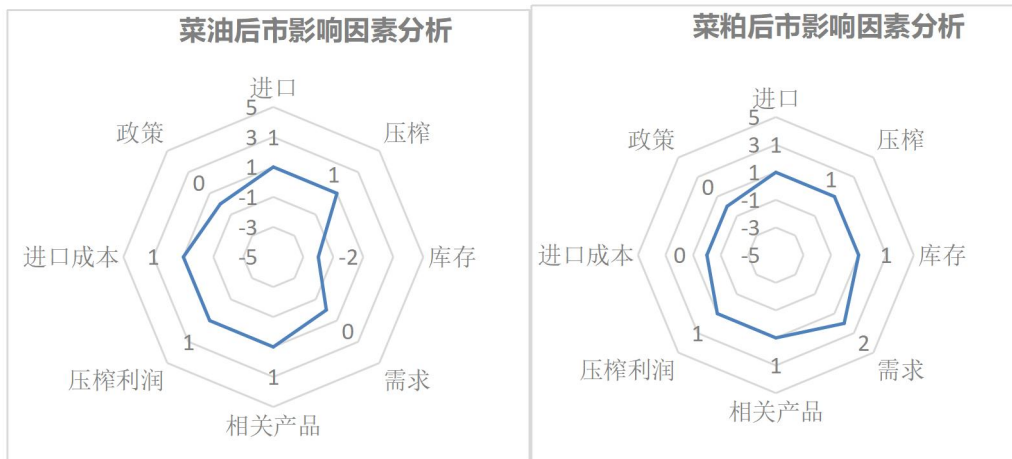 菜油后市影响因素分析
进口
5
3
1
1
-1
-3
-5
压榨
1
库存
-2
需求
0
相关产品
1
压榨利润
1
进口成本
1
政策
0
菜粕后市影响因素分析
进口
5
3
1
1
-1
-3
-5
压榨
1
库存
1
需求
2
相关产品
1
压榨利润
1
进口成本
0
政策
0